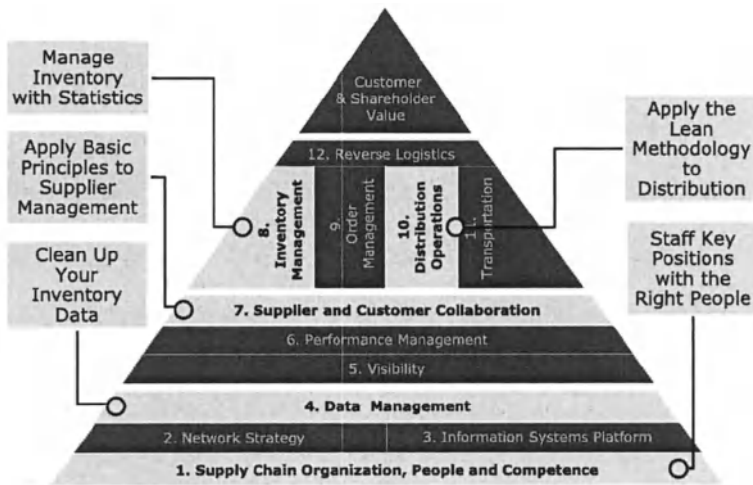 Manage
Inventory
with Statistics
Apply Basic
Principles to
Supplier
Management
Clean Up
Your
Inventory
Data
Customer
& Shareholder
Value
12. Reverse Logistics
8.
Inventory
Management
9.
Order
Management
10.
Distribution
Operations
11.
Transportation
7. Supplier and Customer Collaboration
6. Performance Management
5. Visibility
4. Data Management
2. Network Strategy
3. Information Systems Platform
1. Supply Chain Organization, People and Competence
Apply the
Lean
Methodology
to
Distribution
Staff Key
Positions
with the
Right People